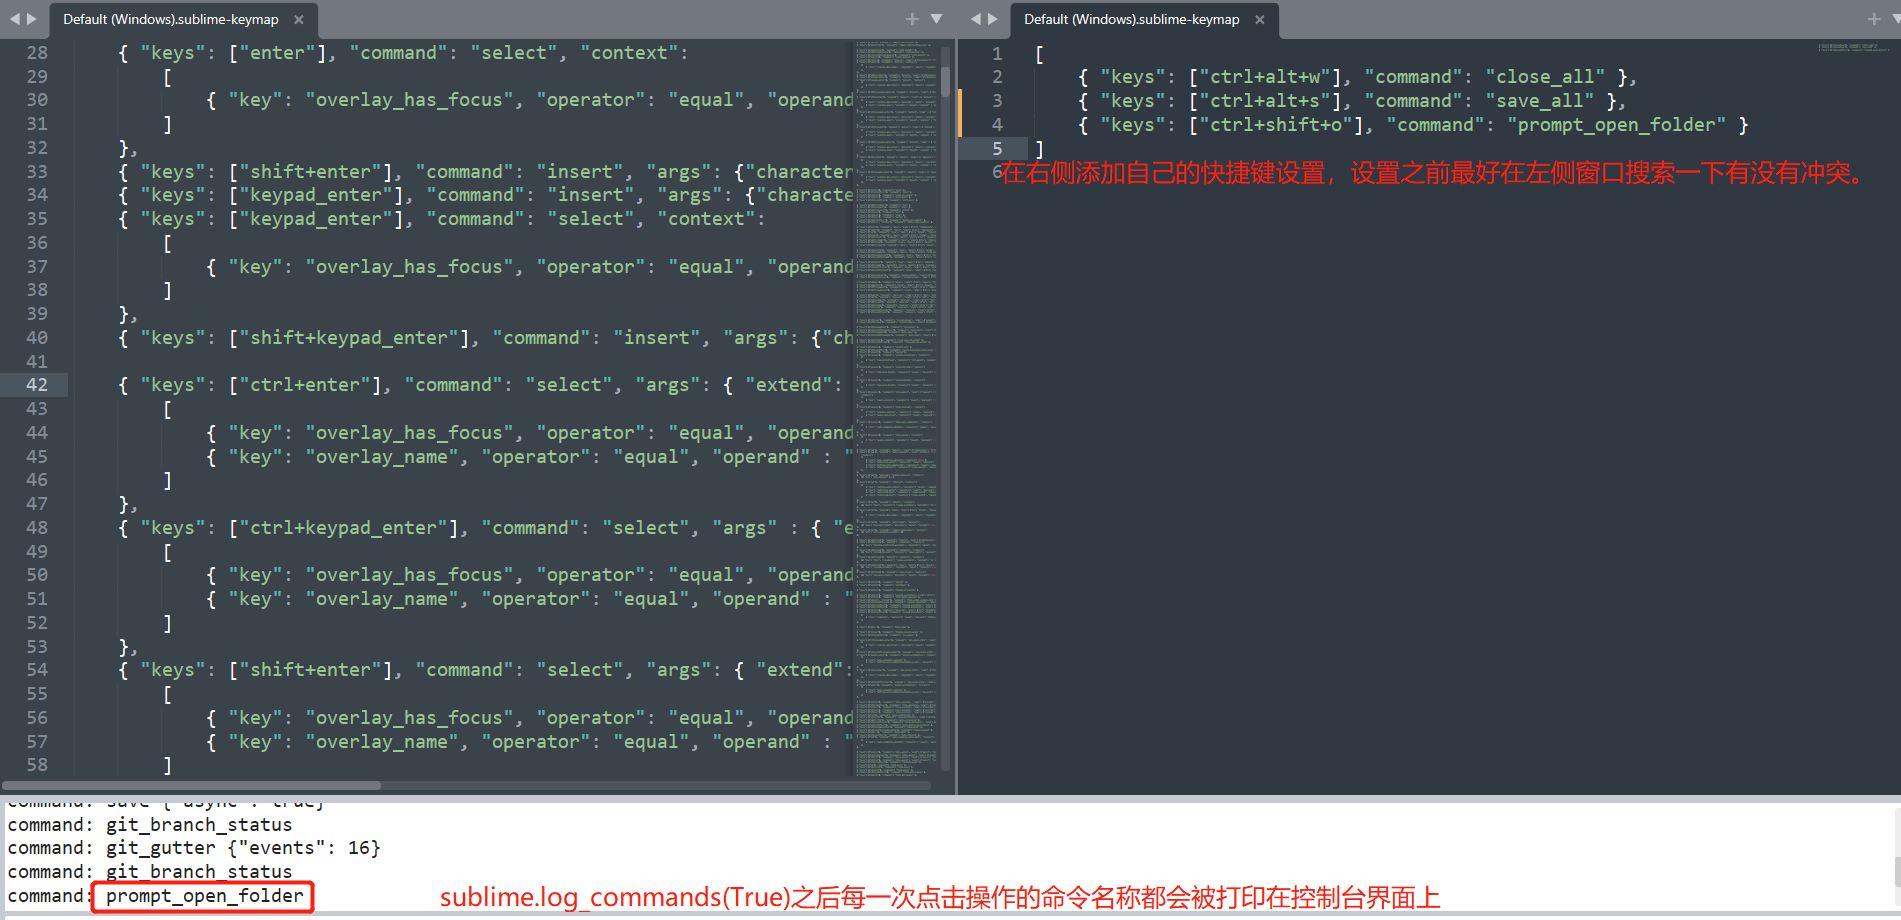 Default (Windows).sublime-keymap ×
28 { "keys": ["enter"], "command": "select", "context":
29 [
30 { "key": "overlay_has_focus", "operator": "equal", "operand
31 ]
32 },
33 { "keys": ["shift+enter"], "command": "insert", "args": {"character
34 { "keys": ["keypad_enter"], "command": "insert", "args": {"characte
35 { "keys": ["keypad_enter"], "command": "select", "context":
36 [
37 { "key": "overlay_has_focus", "operator": "equal", "operand
38 ]
39 },
40 { "keys": ["shift+keypad_enter"], "command": "insert", "args": {"ch
41
42 { "keys": ["ctrl+enter"], "command": "select", "args": { "extend":
43 [
44 { "key": "overlay_has_focus", "operator": "equal", "operand
45 { "key": "overlay_name", "operator": "equal", "operand" : "
46 ]
47 },
48 { "keys": ["ctrl+keypad_enter"], "command": "select", "args" : { "e
49 [
50 { "key": "overlay_has_focus", "operator": "equal", "operand
51 { "key": "overlay_name", "operator": "equal", "operand" : "
52 ]
53 },
54 { "keys": ["shift+enter"], "command": "select", "args": { "extend":
55 [
56 { "key": "overlay_has_focus", "operator": "equal", "operand
57 { "key": "overlay_name", "operator": "equal", "operand" : "
58 ]
Default (Windows).sublime-keymap ×
1 [
2 { "keys": ["ctrl+alt+w"], "command": "close_all" },
3 { "keys": ["ctrl+alt+s"], "command": "save_all" },
4 { "keys": ["ctrl+shift+o"], "command": "prompt_open_folder" }
5 ]
6 在右侧添加自己的快捷键设置，设置之前最好在左侧窗口搜索一下有没有冲突。
command: save {"async": true}
command: git_branch_status
command: git_gutter {"events": 16}
command: git_branch_status
command: prompt_open_folder
sublime.log_commands(True)之后每一次点击操作的命令名称都会被打印在控制台界面上